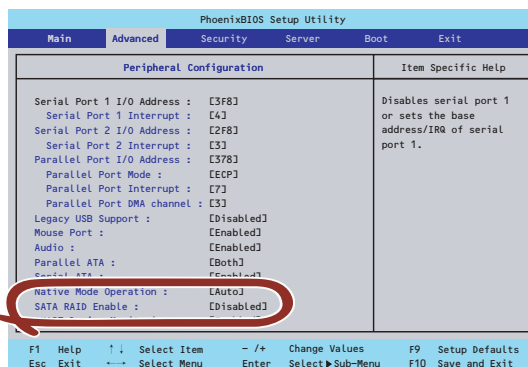 PhoenixBIOS Setup Utility
Main Advanced Security Server Boot Exit
Peripheral Configuration
Item Specific Help
Serial Port 1 I/O Address : [3F8]
Serial Port 1 Interrupt : [4]
Serial Port 2 I/O Address : [2F8]
Serial Port 2 Interrupt : [3]
Parallel Port I/O Address : [378]
Parallel Port Mode : [ECP]
Parallel Port Interrupt : [7]
Parallel Port DMA channel : [3]
Legacy USB Support : [Disabled]
Mouse Port : [Enabled]
Audio : [Enabled]
Parallel ATA : [Both]
Serial ATA : [Enabled]
Native Mode Operation : [Auto]
SATA RAID Enable : [Disabled]
Disables serial port 1
or sets the base
address/IRQ of serial
port 1.
F1 Help ↑↓ Select Item - /+ Change Values F9 Setup Defaults
Esc Exit ←→ Select Menu Enter Select ▶ Sub-Menu F10 Save and Exit